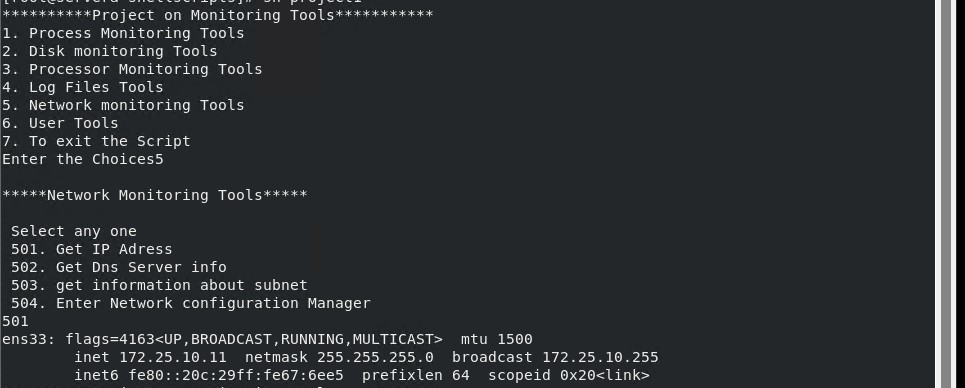 **********Project on Monitoring Tools***********
1. Process Monitoring Tools
2. Disk monitoring Tools
3. Processor Monitoring Tools
4. Log Files Tools
5. Network monitoring Tools
6. User Tools
7. To exit the Script
Enter the Choices5
*****Network Monitoring Tools*****
Select any one
501. Get IP Adress
502. Get Dns Server info
503. get information about subnet
504. Enter Network configuration Manager
501
ens33: flags=4163<UP,BROADCAST,RUNNING,MULTICAST>  mtu 1500
inet 172.25.10.11  netmask 255.255.255.0  broadcast 172.25.10.255
inet6 fe80::20c:29ff:fe67:6ee5  prefixlen 64  scopeid 0x20<link>